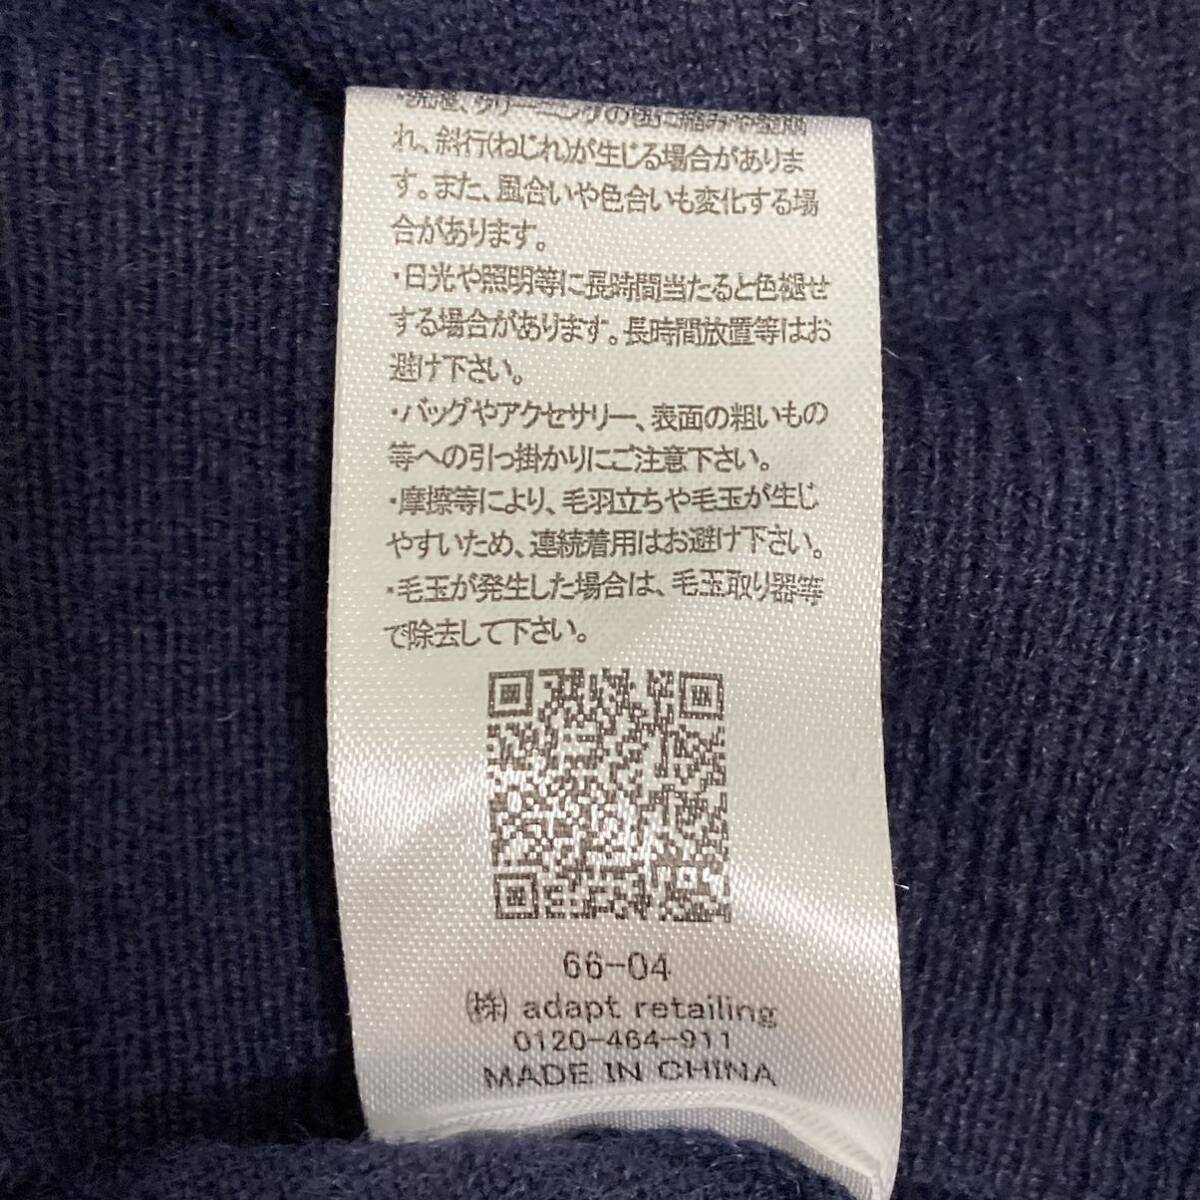 ・洗濯、クリーニングの
れ、斜行(ねじれ)が生じる場合がありま
す。また、風合いや色合いも変化する場
合があります。
・日光や照明等に長時間当たると色褪せ
する場合があります。長時間放置等はお
避け下さい。
・バッグやアクセサリー、表面の粗いもの
等への引っ掛かりにご注意下さい。
・摩擦等により、毛羽立ちや毛玉が生じ
やすいため、連続着用はお避け下さい。
・毛玉が発生した場合は、毛玉取り器等
で除去して下さい。
66-04
(株) adapt retailing
0120-464-911
MADE IN CHINA